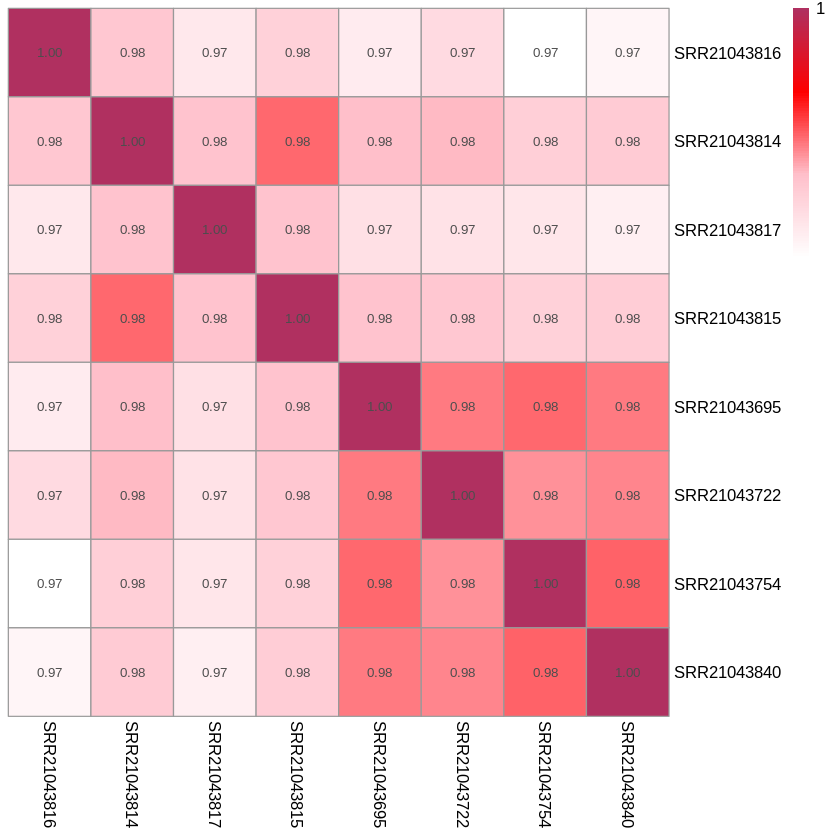 1
1.00 0.98 0.97 0.98 0.97 0.97 0.97 0.97 SRR21043816
0.98 1.00 0.98 0.98 0.98 0.98 0.98 0.98 SRR21043814
0.97 0.98 1.00 0.98 0.97 0.97 0.97 0.97 SRR21043817
0.98 0.98 0.98 1.00 0.98 0.98 0.98 0.98 SRR21043815
0.97 0.98 0.97 0.98 1.00 0.98 0.98 0.98 SRR21043695
0.97 0.98 0.97 0.98 0.98 1.00 0.98 0.98 SRR21043722
0.97 0.98 0.97 0.98 0.98 0.98 1.00 0.98 SRR21043754
0.97 0.98 0.97 0.98 0.98 0.98 0.98 1.00 SRR21043840
SRR21043816
SRR21043814
SRR21043817
SRR21043815
SRR21043695
SRR21043722
SRR21043754
SRR21043840